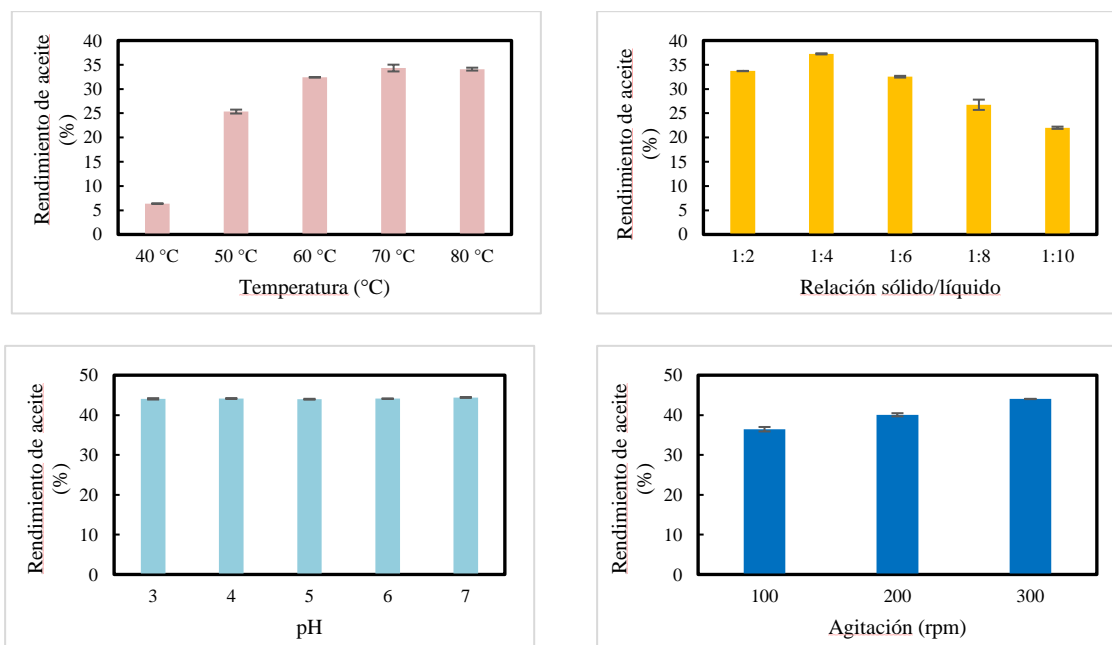 Rendimiento de aceite
(%)
40
35
30
25
20
15
10
5
0
40 °C 50 °C 60 °C 70 °C 80 °C
Temperatura (°C)
Rendimiento de aceite
(%)
40
35
30
25
20
15
10
5
0
1:2 1:4 1:6 1:8 1:10
Relación sólido/líquido
Rendimiento de aceite
(%)
50
40
30
20
10
0
3 4 5 6 7
pH
Rendimiento de aceite
(%)
50
40
30
20
10
0
100 200 300
Agitación (rpm)